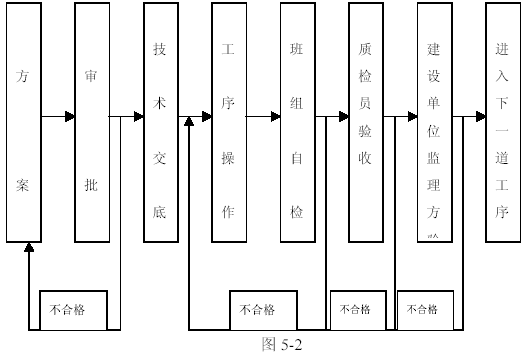 方案
审批
技术交底
工序操作
班组自检
质检员验收
建设单位监理方
进入下一道工序
不合格
不合格
不合格
不合格
图 5-2